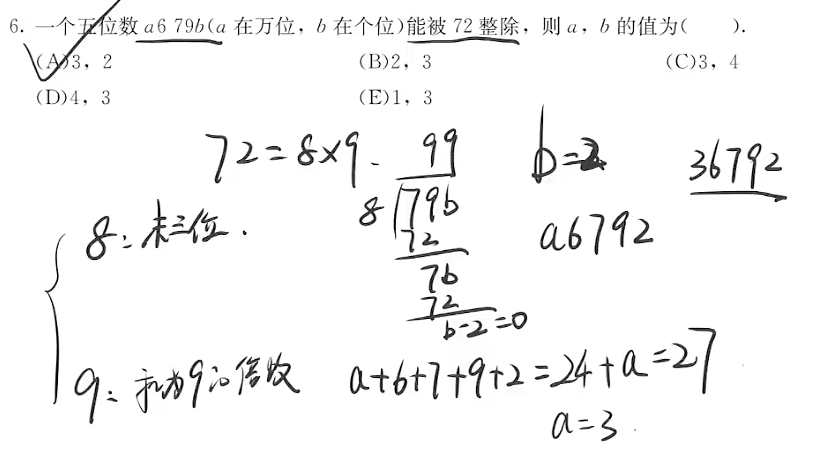 6. 一个五位数 a6 79b(a 在万位，b 在个位)能被 72 整除，则 a，b 的值为(　　).
(A)3，2 (B)2，3 (C)3，4
(D)4，3 (E)1，3
72=8×9. 99 b=2 36792
8 79b
8: 末三位. 72 a6792
7b
72
b-2=0
9: 和为9的倍数 a+6+7+9+2=24+a=27
a=3.